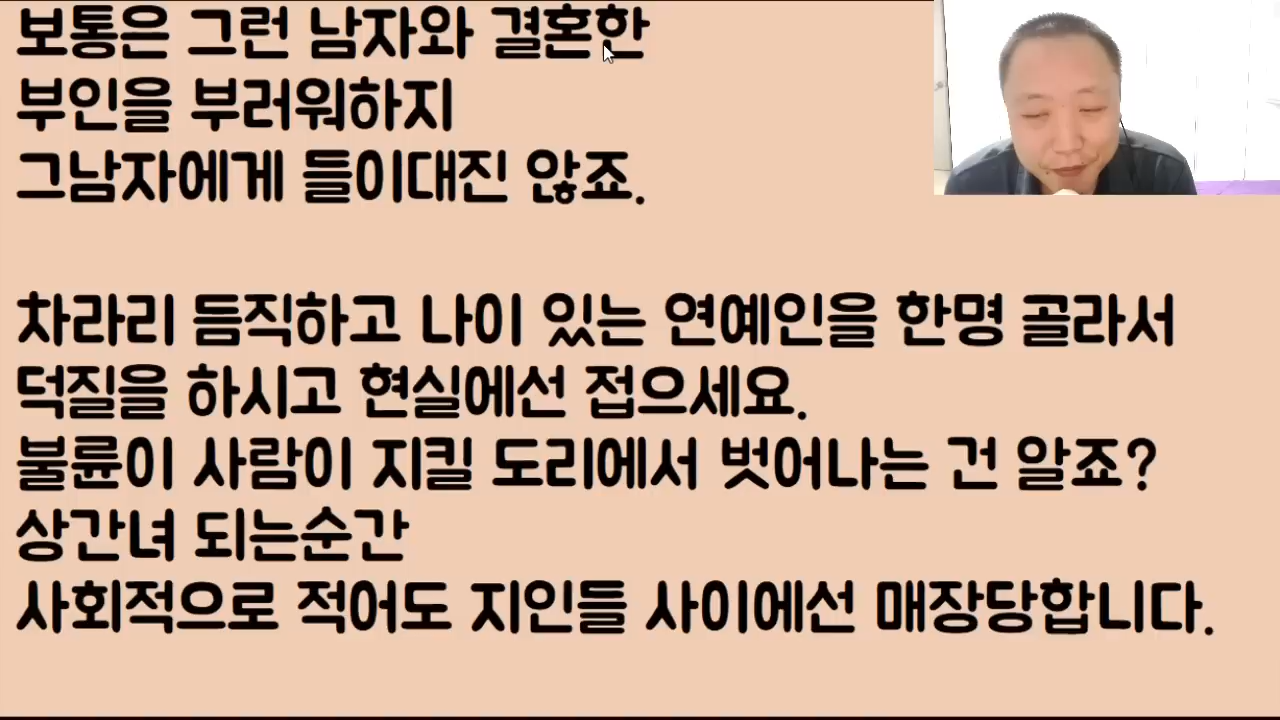 보통은 그런 남자와 결혼한
부인을 부러워하지
그남자에게 들이대진 않죠.
차라리 듬직하고 나이 있는 연예인을 한명 골라서
덕질을 하시고 현실에선 접으세요.
불륜이 사람이 지킬 도리에서 벗어나는 건 알죠?
상간녀 되는순간
사회적으로 적어도 지인들 사이에선 매장당합니다.